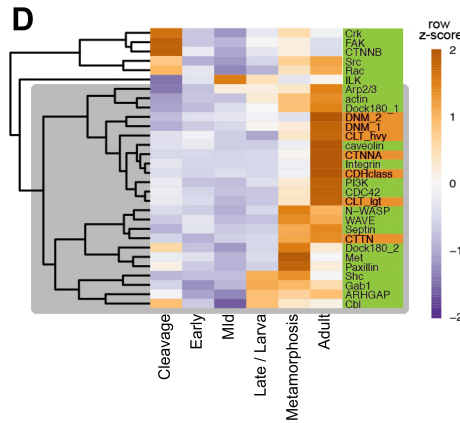 D
row
z-score
Crk
FAK
CTNNB
Src
Rac
ILK
Arp2/3
actin
Dock180_1
DNM_2
DNM_1
CLT_hvy
caveolin
CTNNA
Integrin
CDHclass
PI3K
CDC42
CLT_lgt
N-WASP
WAVE
Septin
CTTN
Dock180_2
Met
Paxillin
Shc
Gab1
ARHGAP
Cbl
2
1
0
-1
-2
Cleavage
Early
MId
Late / Larva
Metamorphosis
Adult